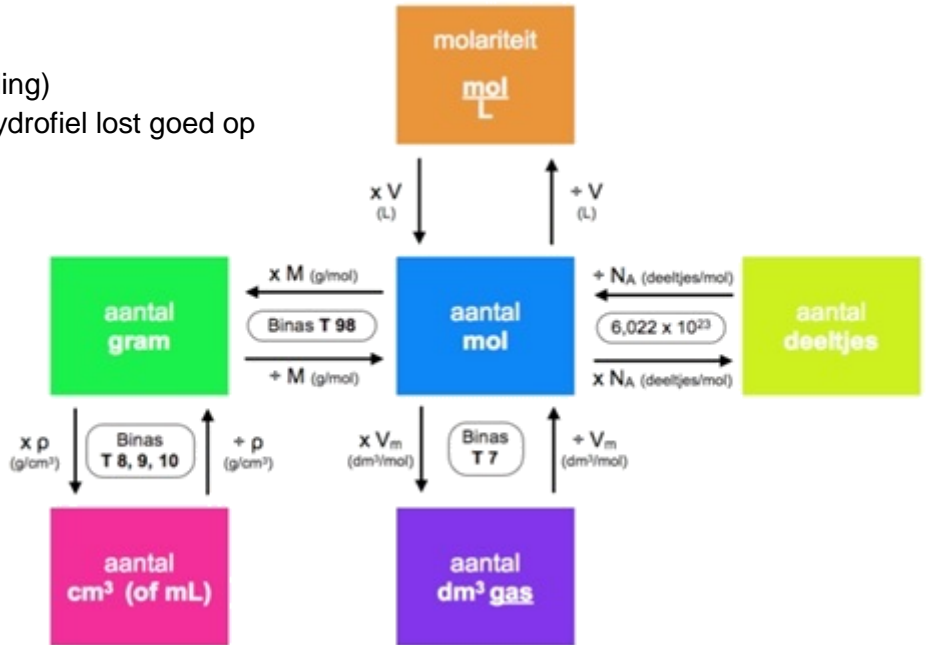 ing)
ydrofiel lost goed op
molariteit
mol
L
x V
(L)
÷ V
(L)
aantal
gram
x M (g/mol)
Binas T 98
÷ M (g/mol)
aantal
mol
÷ NA (deeltjes/mol)
6,022 x 10²³
x NA (deeltjes/mol)
aantal
deeltjes
x ρ
(g/cm³)
Binas
T 8, 9, 10
÷ ρ
(g/cm³)
x Vm
(dm³/mol)
Binas
T 7
÷ Vm
(dm³/mol)
aantal
cm³ (of mL)
aantal
dm³ gas